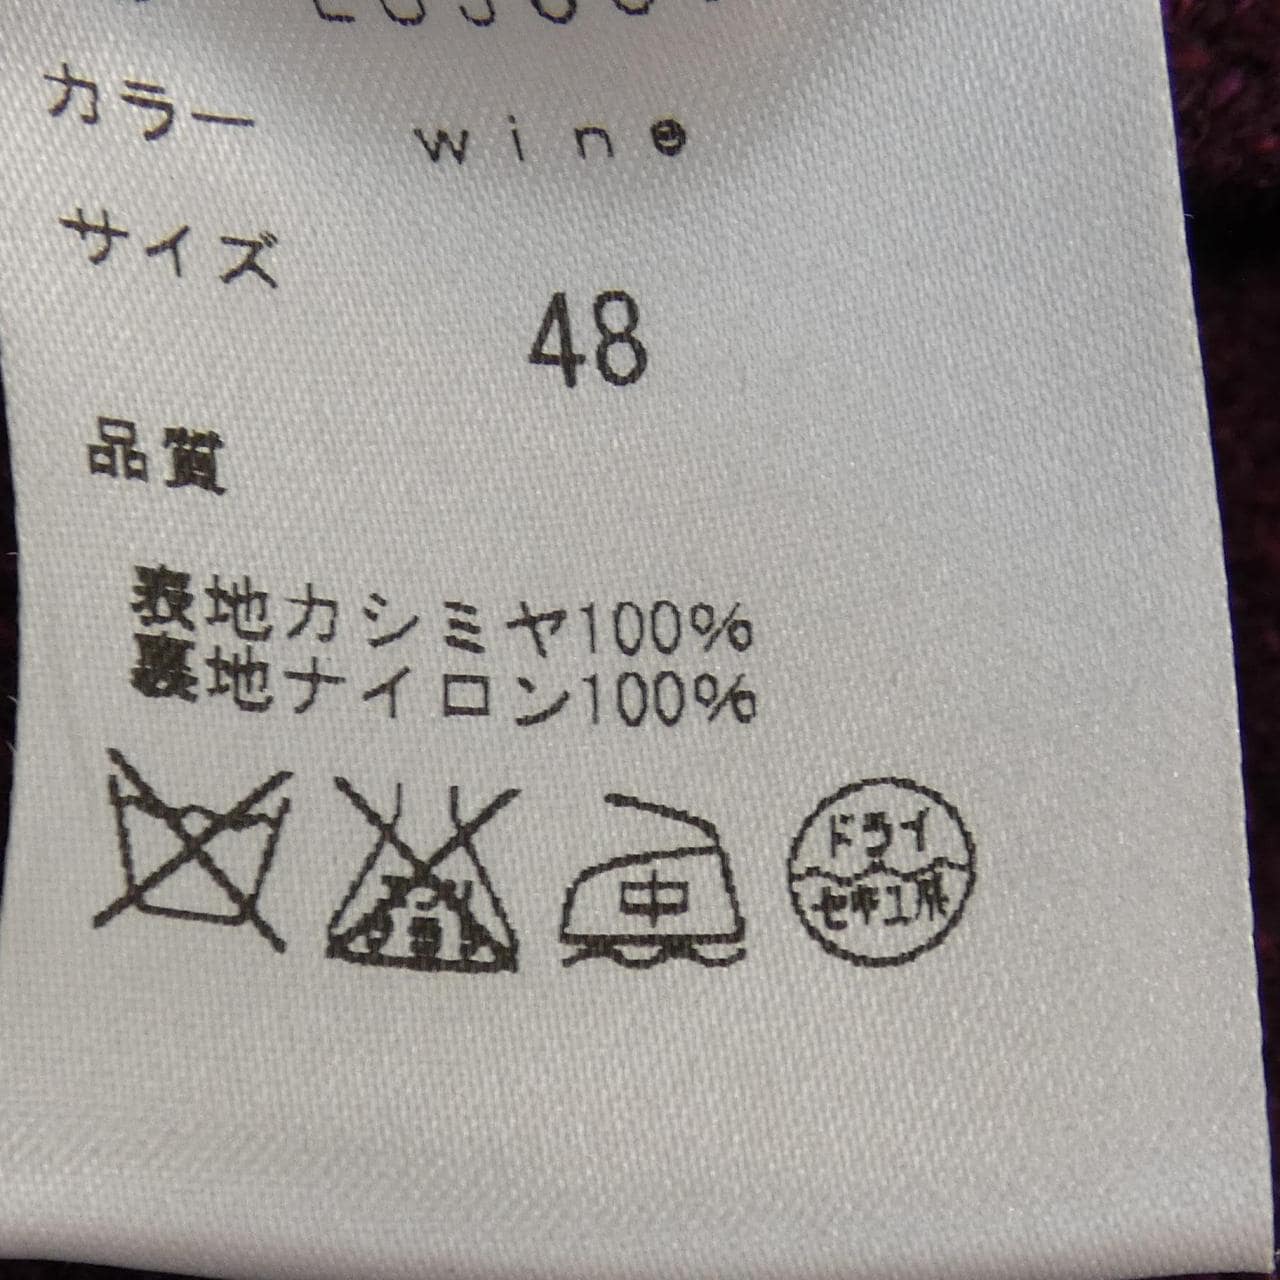 カラー wine
サイズ
48
品質
表地カシミヤ100%
裏地ナイロン100%
中
ドライ
セキユ系